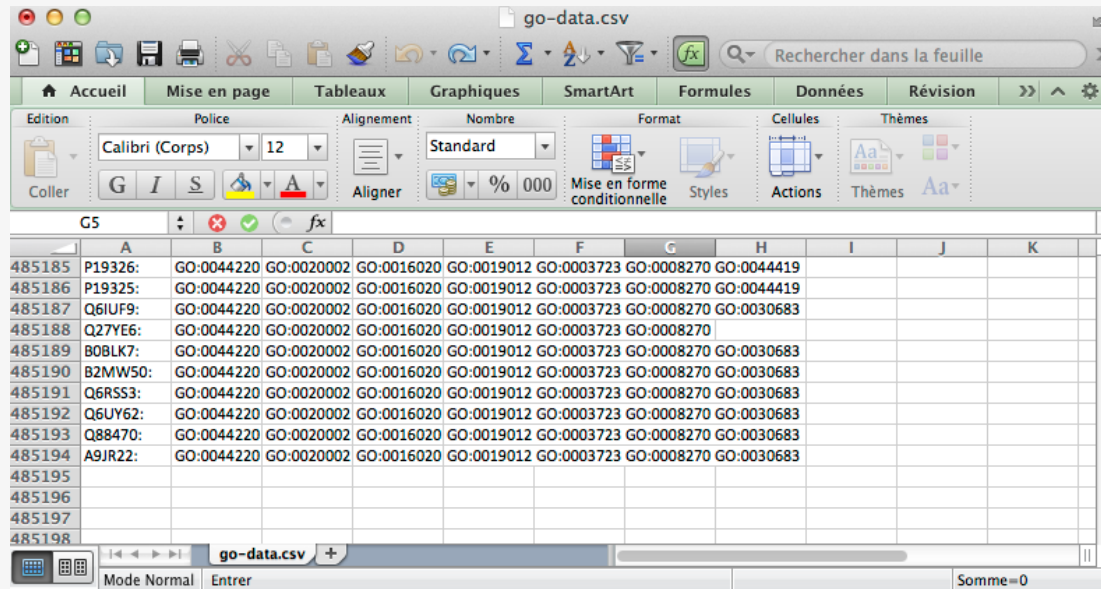 go-data.csv
fx Rechercher dans la feuille
Accueil Mise en page Tableaux Graphiques SmartArt Formules Données Révision
Edition Police Alignement Nombre Format Cellules Thèmes
Calibri (Corps) 12 Standard Aa
Coller G I S A Aligner % 000 Mise en forme conditionnelle Styles Actions Thèmes Aa
G5 fx
A B C D E F G H I J K
485185 P19326: GO:0044220 GO:0020002 GO:0016020 GO:0019012 GO:0003723 GO:0008270 GO:0044419
485186 P19325: GO:0044220 GO:0020002 GO:0016020 GO:0019012 GO:0003723 GO:0008270 GO:0044419
485187 Q6IUF9: GO:0044220 GO:0020002 GO:0016020 GO:0019012 GO:0003723 GO:0008270 GO:0030683
485188 Q27YE6: GO:0044220 GO:0020002 GO:0016020 GO:0019012 GO:0003723 GO:0008270
485189 B0BLK7: GO:0044220 GO:0020002 GO:0016020 GO:0019012 GO:0003723 GO:0008270 GO:0030683
485190 B2MW50: GO:0044220 GO:0020002 GO:0016020 GO:0019012 GO:0003723 GO:0008270 GO:0030683
485191 Q6RSS3: GO:0044220 GO:0020002 GO:0016020 GO:0019012 GO:0003723 GO:0008270 GO:0030683
485192 Q6UY62: GO:0044220 GO:0020002 GO:0016020 GO:0019012 GO:0003723 GO:0008270 GO:0030683
485193 Q88470: GO:0044220 GO:0020002 GO:0016020 GO:0019012 GO:0003723 GO:0008270 GO:0030683
485194 A9JR22: GO:0044220 GO:0020002 GO:0016020 GO:0019012 GO:0003723 GO:0008270 GO:0030683
485195
485196
485197
485198
go-data.csv +
Mode Normal Entrer Somme=0